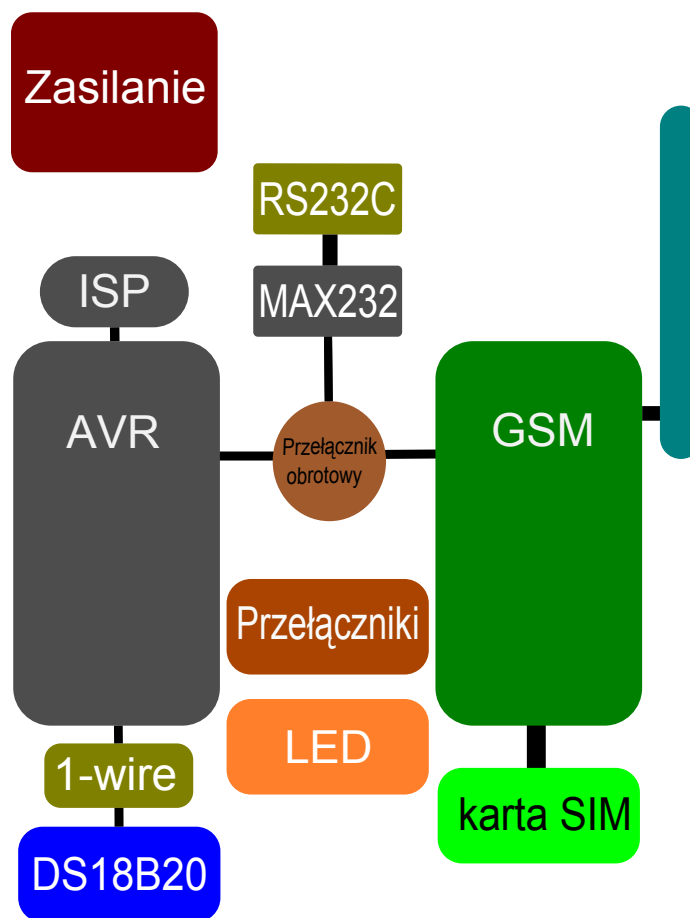 Zasilanie
RS232C
ISP
MAX232
AVR
GSM
Przełącznik
obrotowy
Przełączniki
LED
1-wire
karta SIM
DS18B20